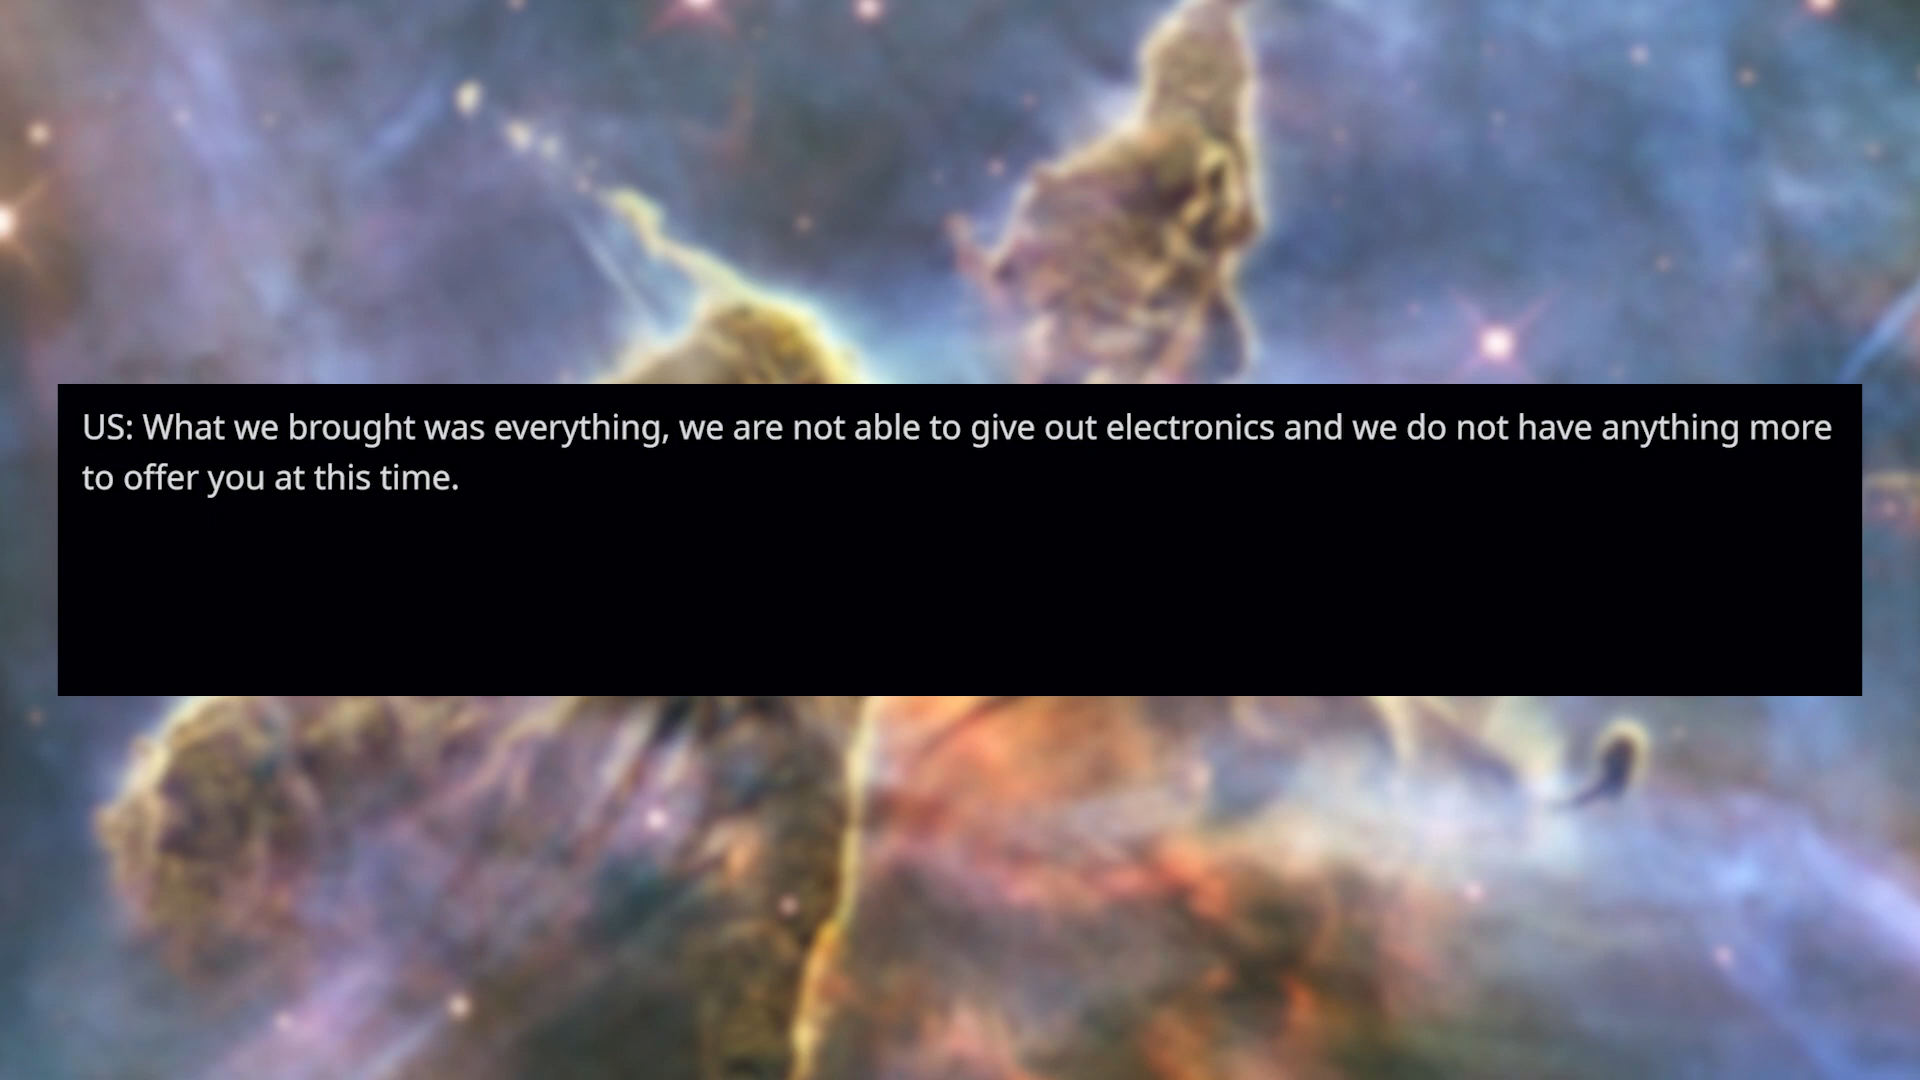 US: What we brought was everything, we are not able to give out electronics and we do not have anything more
to offer you at this time.